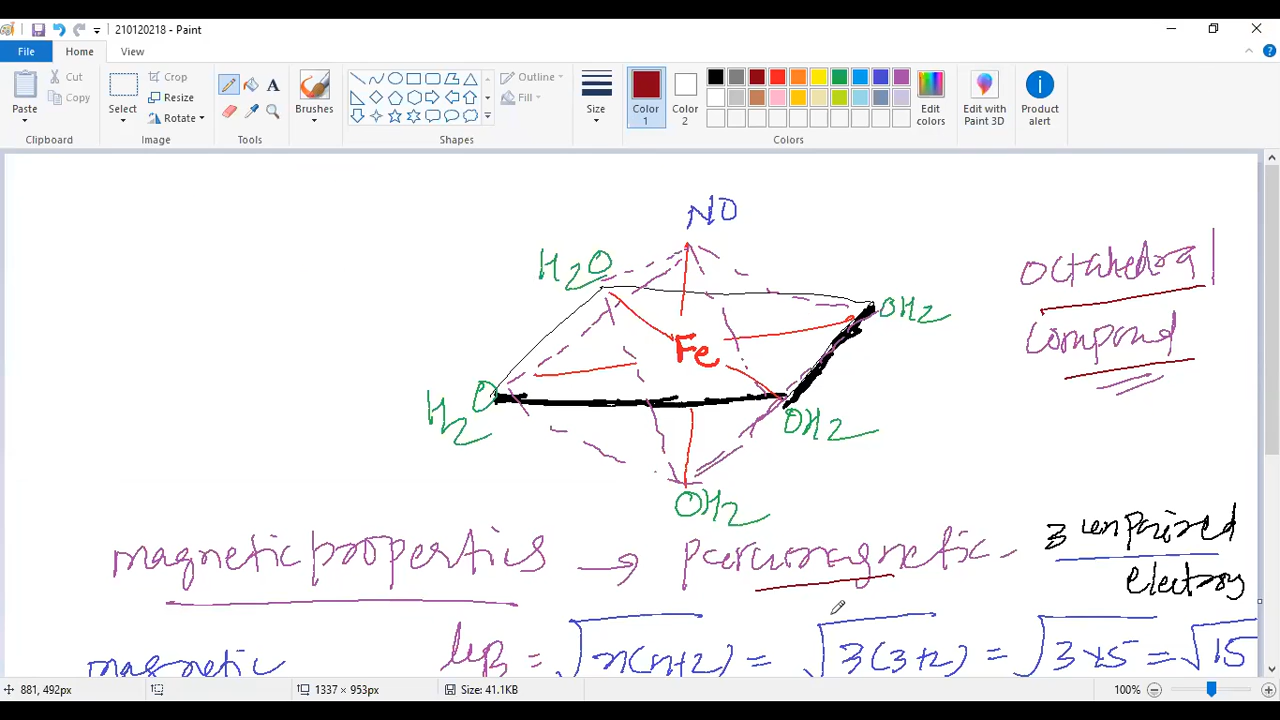 210120218 - Paint
File Home View
Paste Cut Copy Select Crop Resize Rotate Brushes Outline Fill Size Color 1 Color 2 Edit colors Edit with Paint 3D Product alert
Clipboard Image Tools Shapes Colors
NO
H2O
OH2
Fe
H2O
OH2
OH2
octahedral
compound
magnetic properties → paramagnetic - 3 unpaired
electrons
magnetic μB = √n(n+2) = √3(3+2) = √3×5 = √15
881, 492px 1337 × 953px Size: 41.1KB 100%